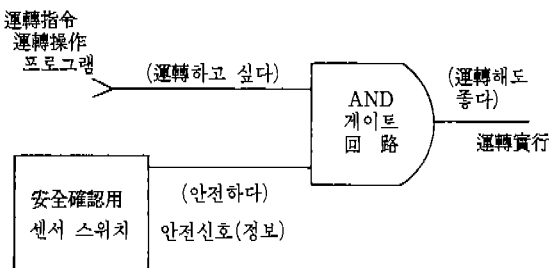 運轉指令
運轉操作
프로그램
(運轉하고 싶다)
AND
게이트
回 路
(運轉해도
좋다)
運轉實行
安全確認用
센서 스위치
(안전하다)
안전신호(정보)